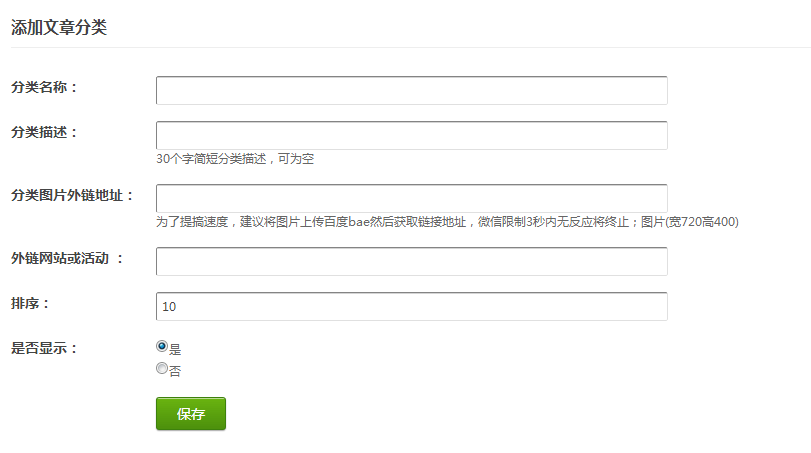 添加文章分类
分类名称：
分类描述：
30个字简短分类描述，可为空
分类图片外链地址：
为了提搞速度，建议将图片上传百度bae然后获取链接地址，微信限制3秒内无反应将终止；图片(宽720高400)
外链网站或活动 ：
排序：
10
是否显示：
是
否
保存